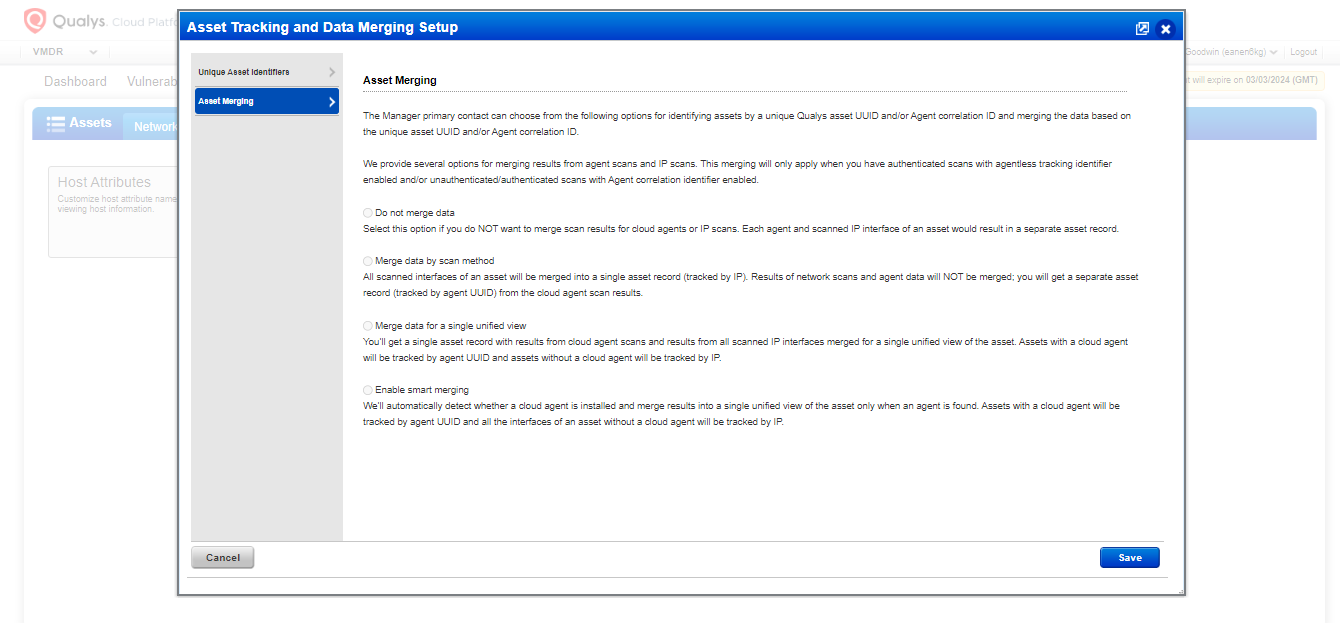 Qualys. Cloud Platf
Asset Tracking and Data Merging Setup
VMDR
Goodwin (eanen5kg)
Logout
Dashboard
Vulnerab
t will expire on 03/03/2024 (GMT)
Assets
Network
Host Attributes
Customize host attribute name
viewing host information.
Unique Asset Identifiers
Asset Merging
Asset Merging
The Manager primary contact can choose from the following options for identifying assets by a unique Qualys asset UUID and/or Agent correlation ID and merging the data based on
the unique asset UUID and/or Agent correlation ID.
We provide several options for merging results from agent scans and IP scans. This merging will only apply when you have authenticated scans with agentless tracking identifier
enabled and/or unauthenticated/authenticated scans with Agent correlation identifier enabled.
Do not merge data
Select this option if you do NOT want to merge scan results for cloud agents or IP scans. Each agent and scanned IP interface of an asset would result in a separate asset record.
Merge data by scan method
All scanned interfaces of an asset will be merged into a single asset record (tracked by IP). Results of network scans and agent data will NOT be merged; you will get a separate asset
record (tracked by agent UUID) from the cloud agent scan results.
Merge data for a single unified view
You'll get a single asset record with results from cloud agent scans and results from all scanned IP interfaces merged for a single unified view of the asset. Assets with a cloud agent
will be tracked by agent UUID and assets without a cloud agent will be tracked by IP.
Enable smart merging
We'll automatically detect whether a cloud agent is installed and merge results into a single unified view of the asset only when an agent is found. Assets with a cloud agent will be
tracked by agent UUID and all the interfaces of an asset without a cloud agent will be tracked by IP.
Cancel
Save